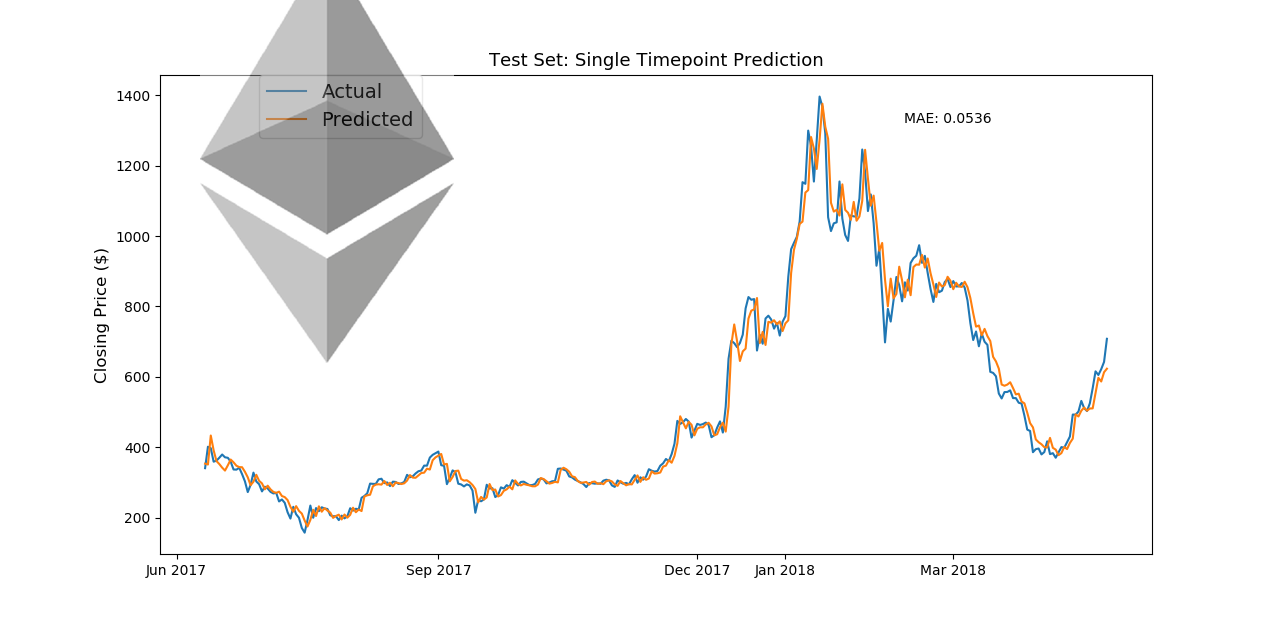 Test Set: Single Timepoint Prediction
Actual
Predicted
MAE: 0.0536
1400
1200
1000
800
600
400
200
Closing Price ($)
Jun 2017
Sep 2017
Dec 2017
Jan 2018
Mar 2018